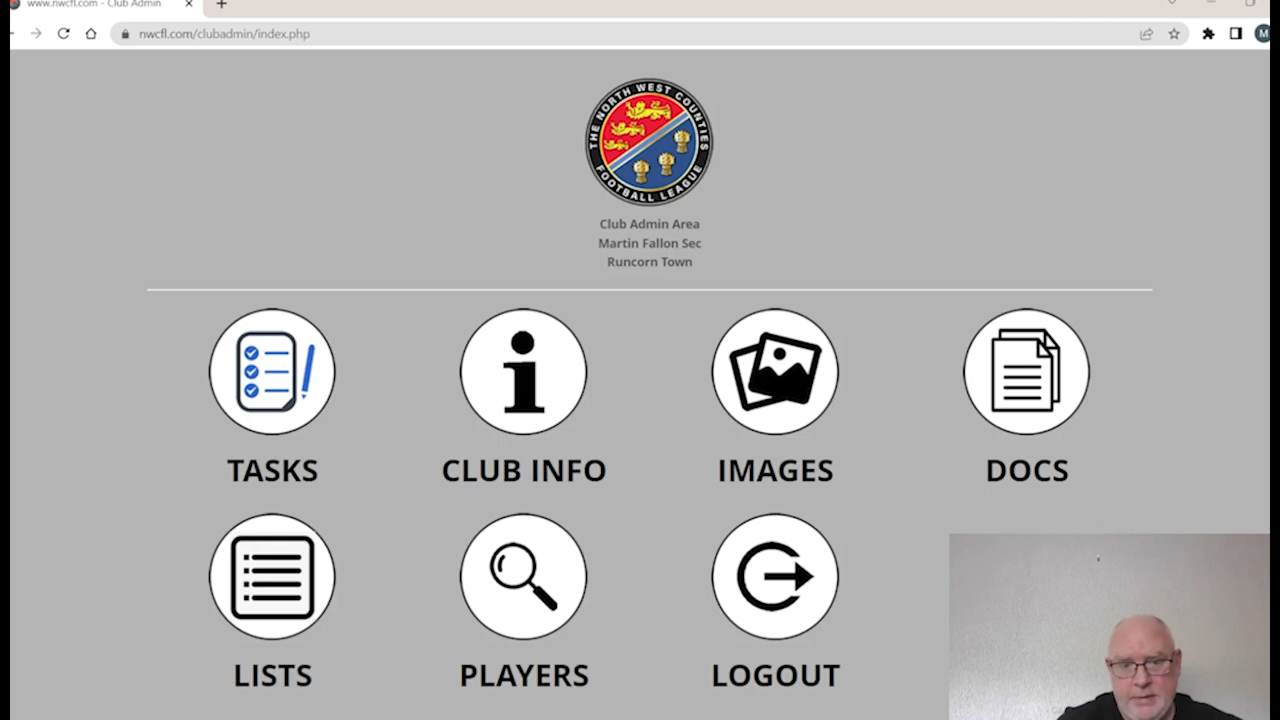 www.nwcfl.com - Club Admin
nwcfl.com/clubadmin/index.php
M
THE NORTH WEST COUNTIES
FOOTBALL LEAGUE
Club Admin Area
Martin Fallon Sec
Runcorn Town
TASKS
CLUB INFO
IMAGES
DOCS
LISTS
PLAYERS
LOGOUT